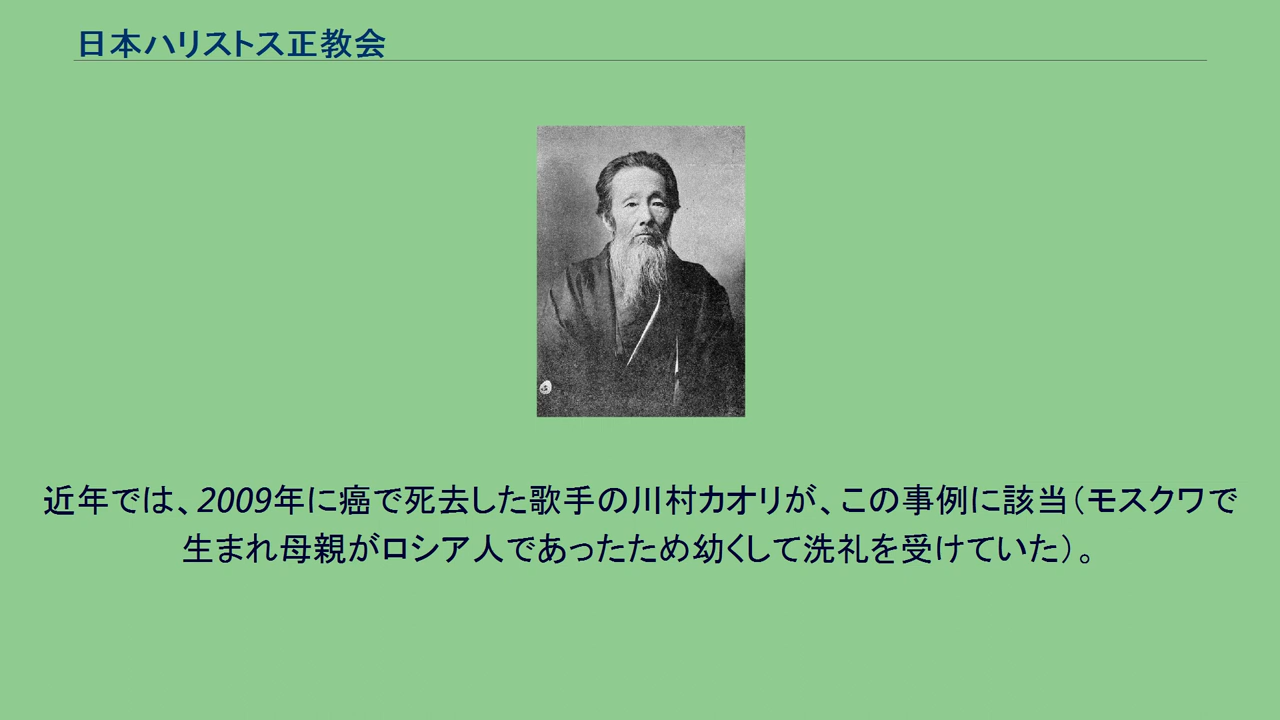 日本ハリストス正教会
近年では、2009年に癌で死去した歌手の川村カオリが、この事例に該当（モスクワで
生まれ母親がロシア人であったため幼くして洗礼を受けていた）。